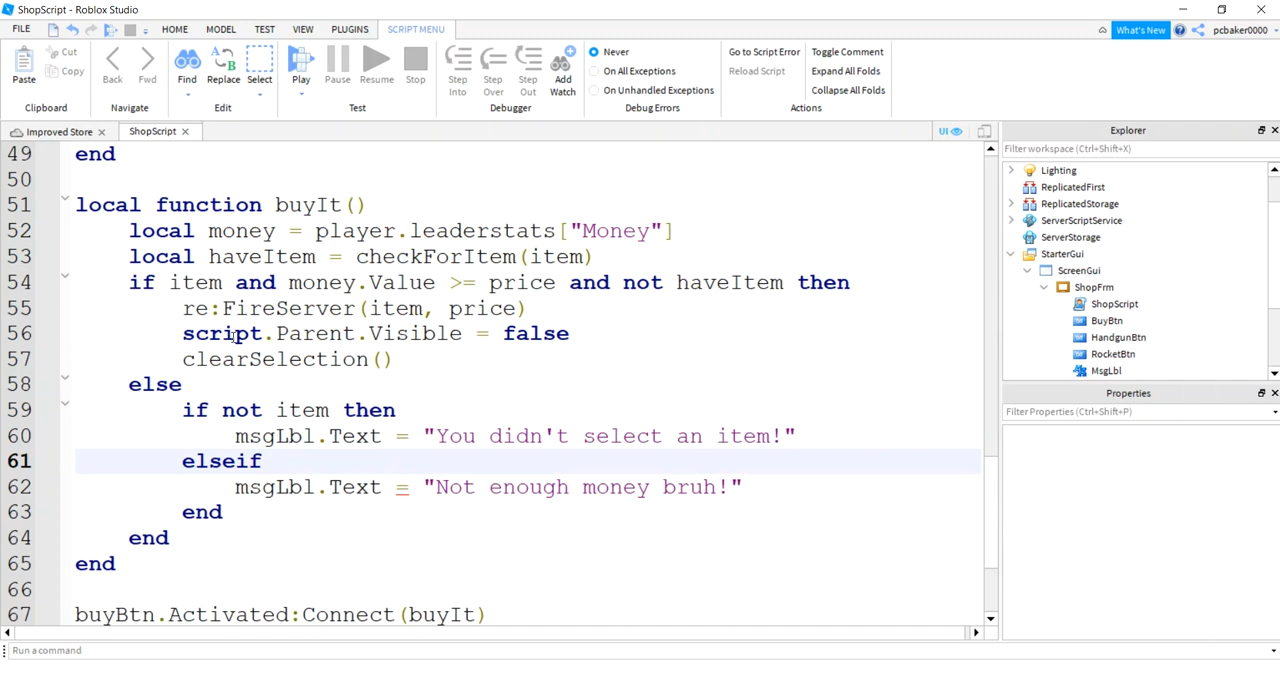 ShopScript - Roblox Studio
FILE HOME MODEL TEST VIEW PLUGINS SCRIPT MENU What's New pcbaker0000
Paste Cut Copy
Clipboard
Back Fwd
Navigate
Find Replace Select
Edit
Play Pause Resume Stop
Test
Step Into Step Over Step Out Add Watch
Debugger
Never
On All Exceptions
On Unhandled Exceptions
Debug Errors
Go to Script Error
Reload Script
Toggle Comment
Expand All Folds
Collapse All Folds
Actions
Improved Store ShopScript UI
49 end
50
51 local function buyIt()
52 local money = player.leaderstats["Money"]
53 local haveItem = checkForItem(item)
54 if item and money.Value >= price and not haveItem then
55 re:FireServer(item, price)
56 script.Parent.Visible = false
57 clearSelection()
58 else
59 if not item then
60 msgLbl.Text = "You didn't select an item!"
61 elseif
62 msgLbl.Text = "Not enough money bruh!"
63 end
64 end
65 end
66
67 buyBtn.Activated:Connect(buyIt)
Run a command
Explorer
Filter workspace (Ctrl+Shift+X)
Lighting
ReplicatedFirst
ReplicatedStorage
ServerScriptService
ServerStorage
StarterGui
ScreenGui
ShopFrm
ShopScript
BuyBtn
HandgunBtn
RocketBtn
MsgLbl
Properties
Filter Properties (Ctrl+Shift+P)